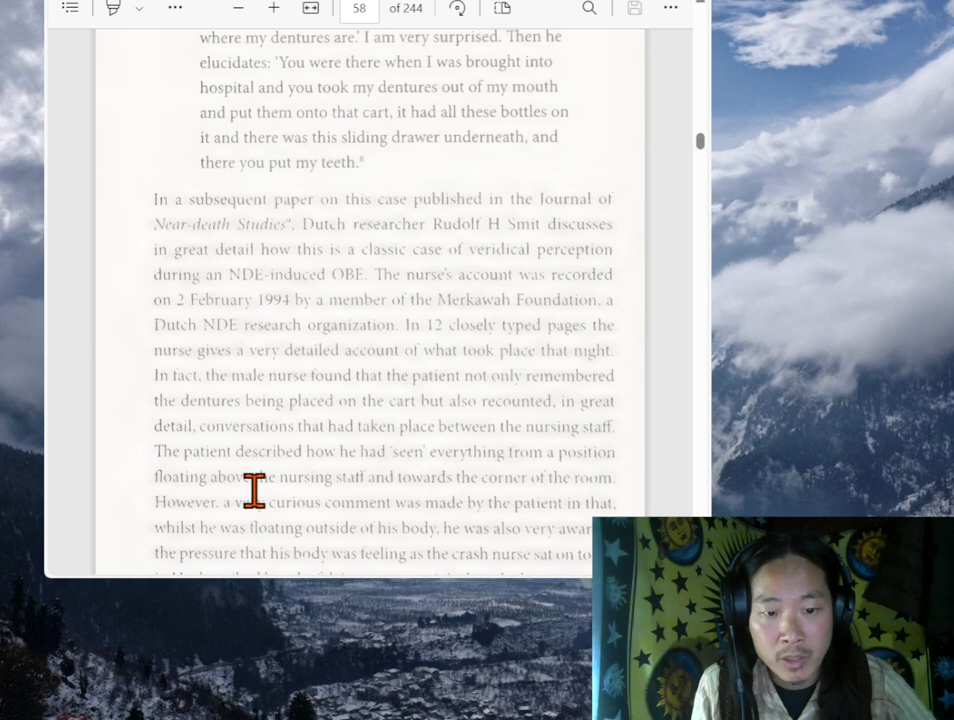 58 of 244
where my dentures are.' I am very surprised. Then he
elucidates: 'You were there when I was brought into
hospital and you took my dentures out of my mouth
and put them onto that cart, it had all these bottles on
it and there was this sliding drawer underneath, and
there you put my teeth.⁸
In a subsequent paper on this case published in the Journal of
Near-death Studies⁹, Dutch researcher Rudolf H Smit discusses
in great detail how this is a classic case of veridical perception
during an NDE-induced OBE. The nurse's account was recorded
on 2 February 1994 by a member of the Merkawah Foundation, a
Dutch NDE research organization. In 12 closely typed pages the
nurse gives a very detailed account of what took place that night.
In fact, the male nurse found that the patient not only remembered
the dentures being placed on the cart but also recounted, in great
detail, conversations that had taken place between the nursing staff.
The patient described how he had 'seen' everything from a position
floating above the nursing staff and towards the corner of the room.
However, a curious comment was made by the patient in that,
whilst he was floating outside of his body, he was also very
the pressure that his body was feeling as the crash nurse sat on